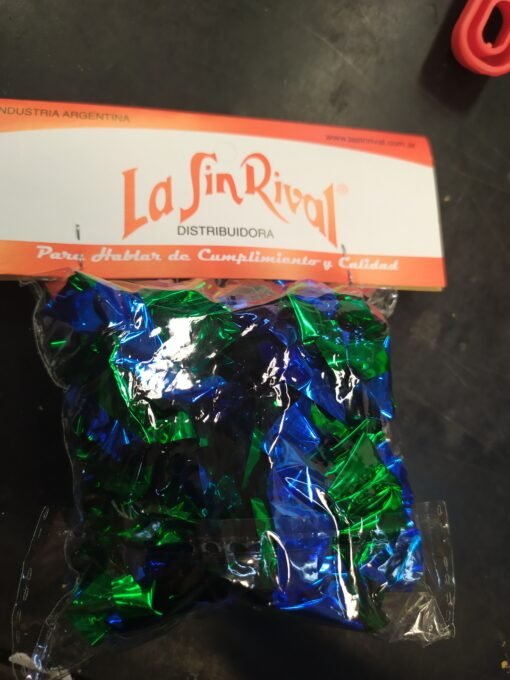 INDUSTRIA ARGENTINA
www.lasinrival.com.ar
La Sin Rival®
DISTRIBUIDORA
Para Hablar de Cumplimiento y Calidad